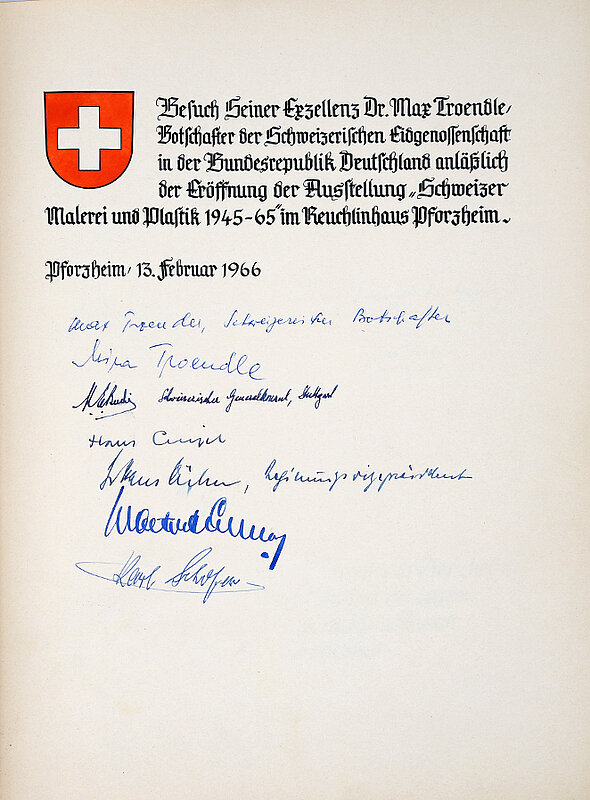 Besuch Seiner Exzellenz Dr. Max Troendle,
Botschafter der Schweizerischen Eidgenossenschaft
in der Bundesrepublik Deutschland anläßlich
der Eröffnung der Ausstellung „Schweizer
Malerei und Plastik 1945-65" im Reuchlinhaus Pforzheim.
Pforzheim, 13. Februar 1966
Max Troendle, Schweizerischer Botschafter
Mira Troendle
Schweizerischer Generalkonsul, Stuttgart
Hans
Regierungsvizepräsident
Karl